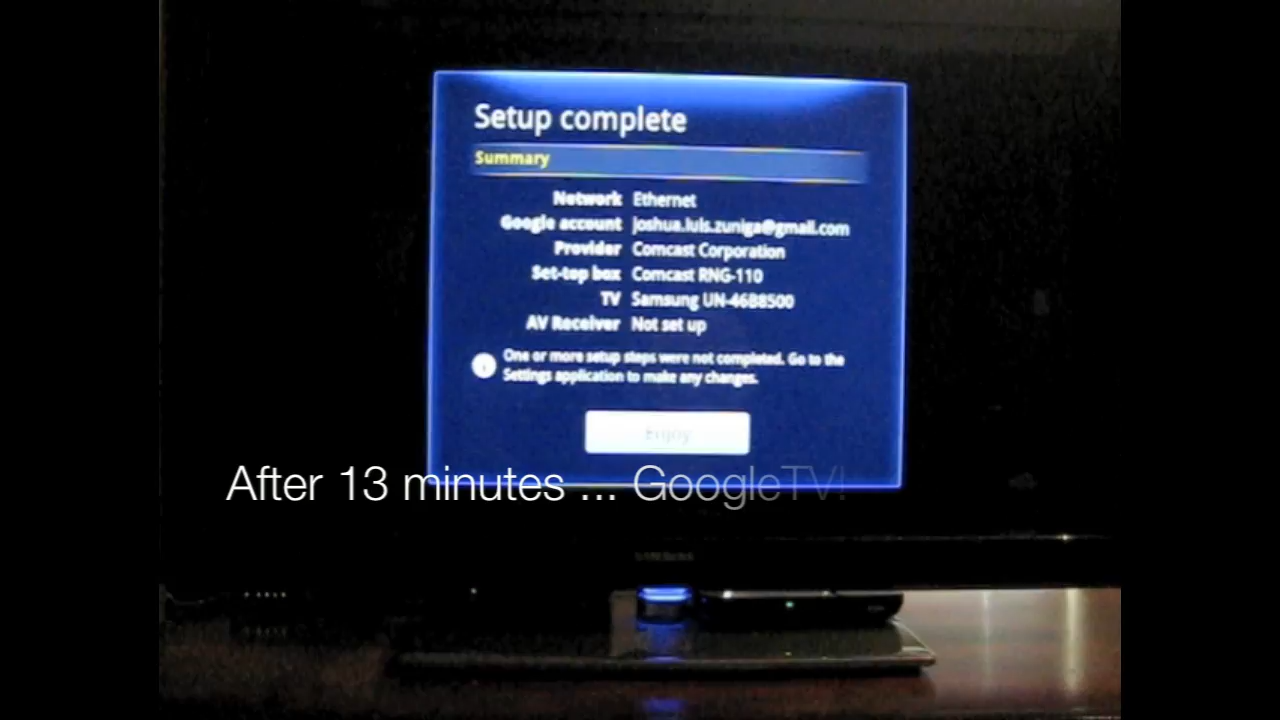 Setup complete
Summary
Network Ethernet
Google account joshua.luis.zuniga@gmail.com
Provider Comcast Corporation
Set-top box Comcast RNG-110
TV Samsung UN-46B8500
AV Receiver Not set up
One or more setup steps were not completed. Go to the
Settings application to make any changes.
Enjoy
After 13 minutes ... GoogleTV!
SAMSUNG